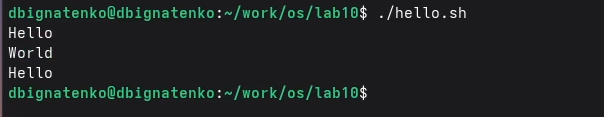 dbignatenko@dbignatenko:~/work/os/lab10$ ./hello.sh
Hello
World
Hello
dbignatenko@dbignatenko:~/work/os/lab10$